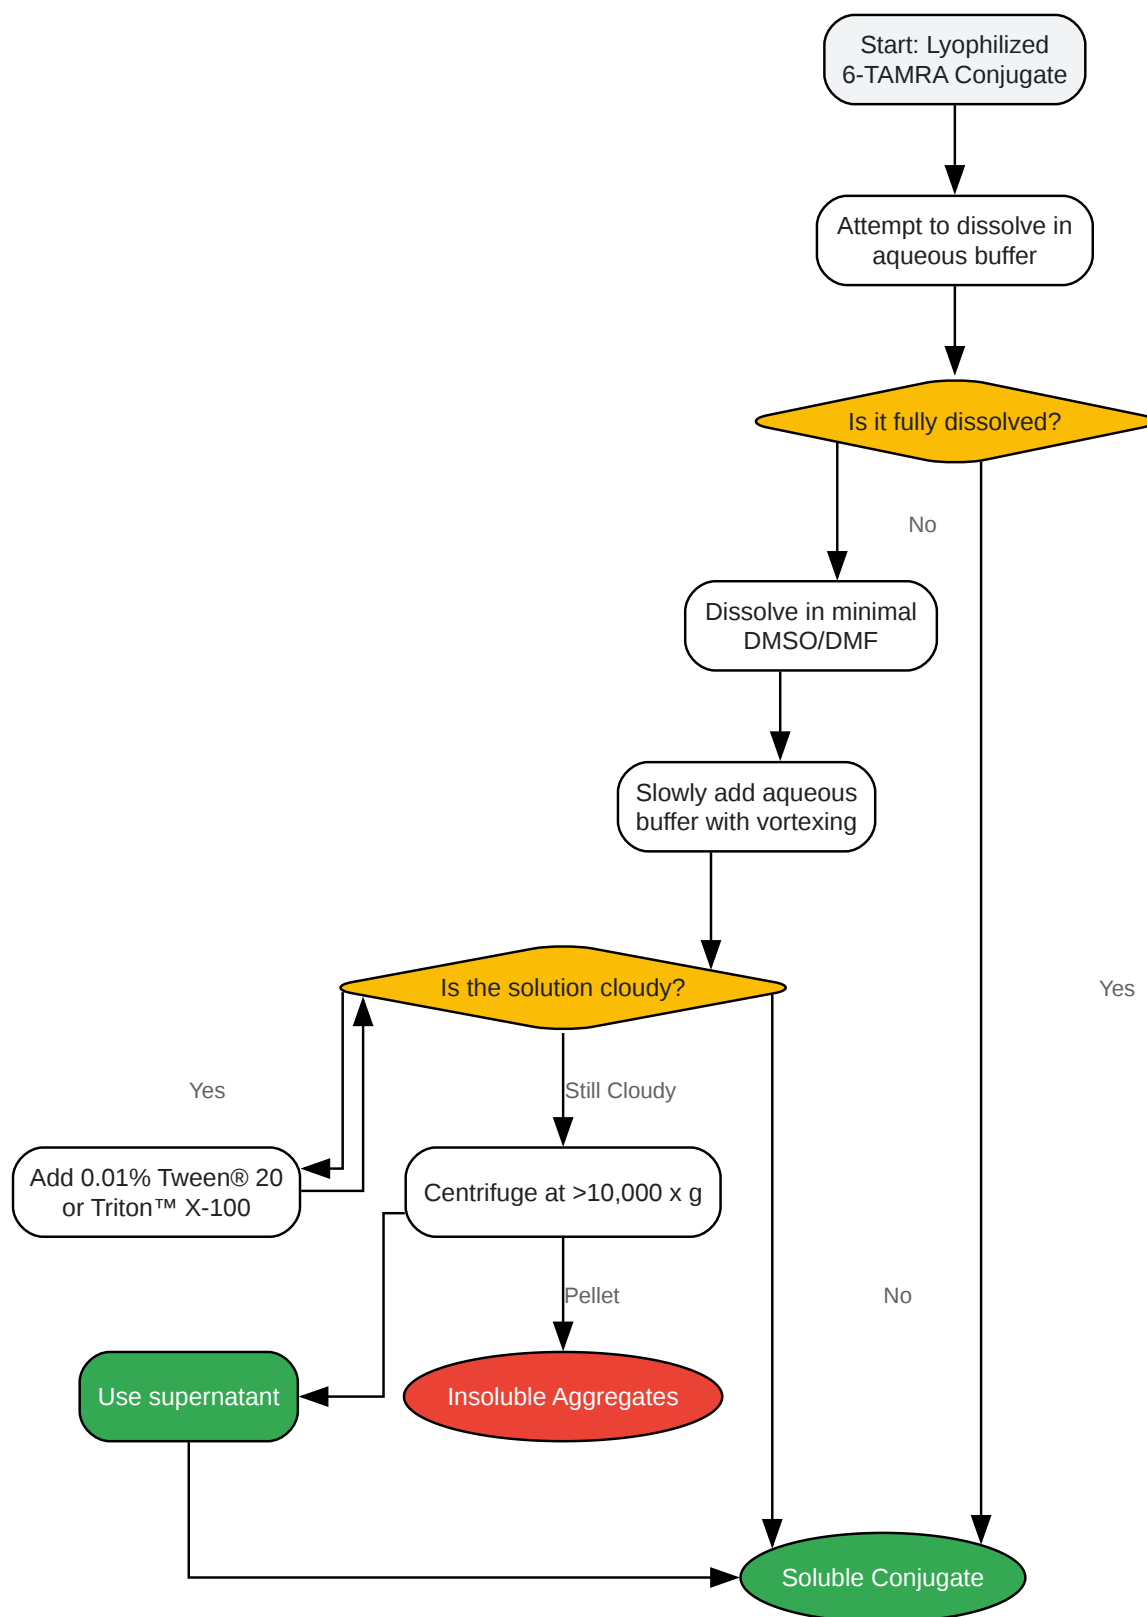 Start: Lyophilized
6-TAMRA Conjugate
Attempt to dissolve in
aqueous buffer
Is it fully dissolved?
No
Dissolve in minimal
DMSO/DMF
Slowly add aqueous
buffer with vortexing
Is the solution cloudy?
Yes
Yes
Still Cloudy
Add 0.01% Tween® 20
or Triton™ X-100
Centrifuge at >10,000 x g
Pellet
No
Use supernatant
Insoluble Aggregates
Soluble Conjugate